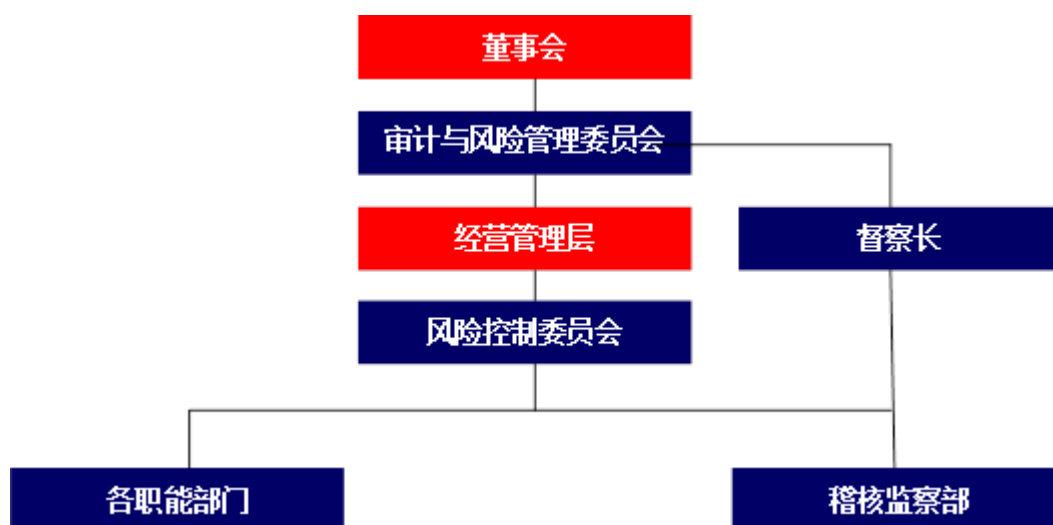 董事会
审计与风险管理委员会
经营管理层
督察长
风险控制委员会
各职能部门
稽核监察部